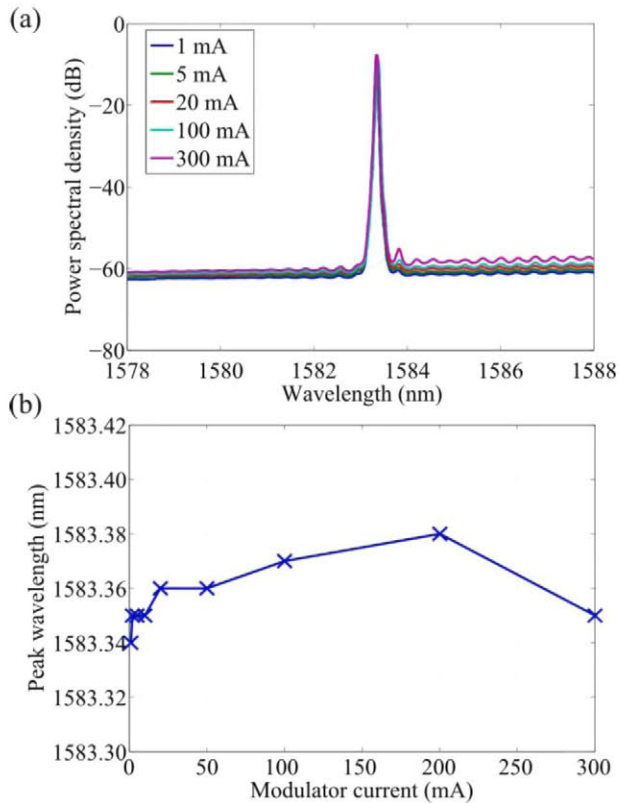 (a)
Power spectral density (dB)
0
−20
−40
−60
−80
1 mA
5 mA
20 mA
100 mA
300 mA
1578
1580
1582
1584
1586
1588
Wavelength (nm)
(b)
Peak wavelength (nm)
1583.42
1583.40
1583.38
1583.36
1583.34
1583.32
1583.30
0
50
100
150
200
250
300
Modulator current (mA)